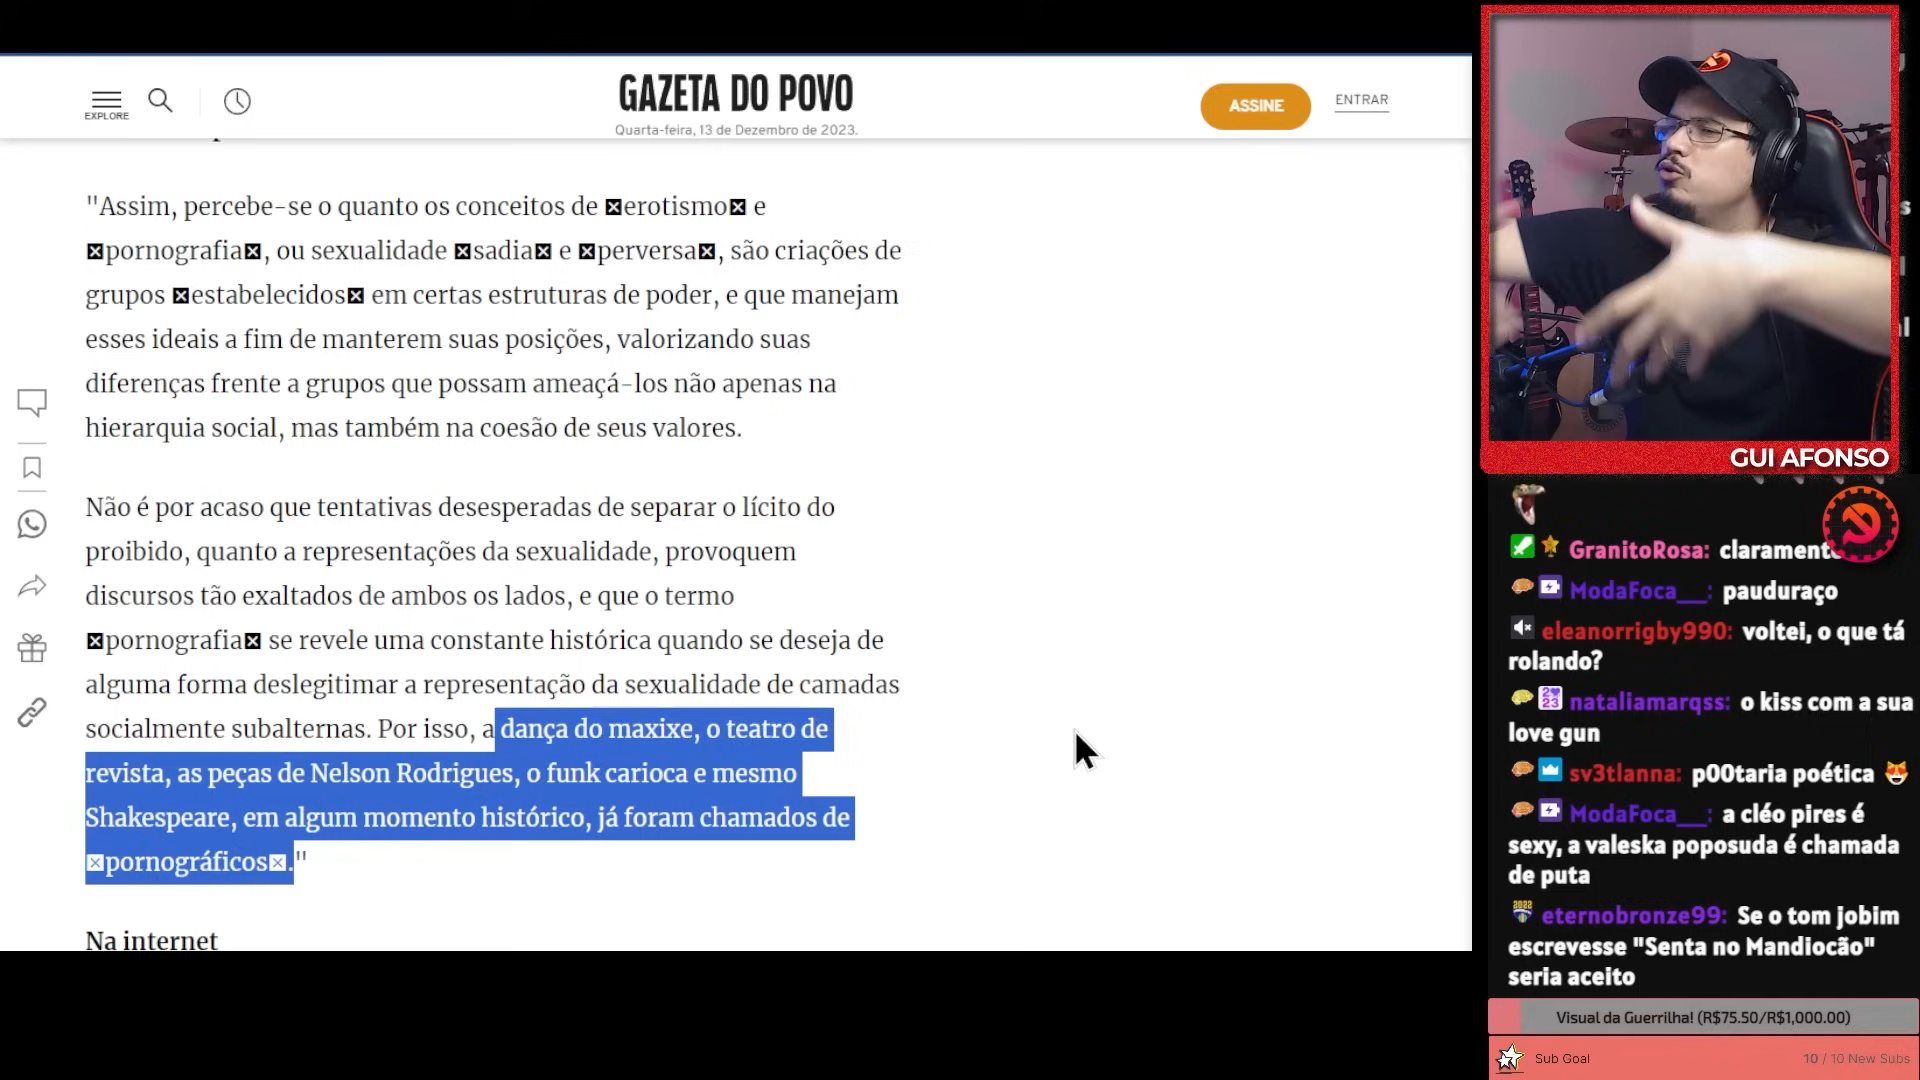 EXPLORE
GAZETA DO POVO
Quarta-feira, 13 de Dezembro de 2023.
ASSINE
ENTRAR
"Assim, percebe-se o quanto os conceitos de erotismo e
pornografia, ou sexualidade sadia e perversa, são criações de
grupos estabelecidos em certas estruturas de poder, e que manejam
esses ideais a fim de manterem suas posições, valorizando suas
diferenças frente a grupos que possam ameaçá-los não apenas na
hierarquia social, mas também na coesão de seus valores.
Não é por acaso que tentativas desesperadas de separar o lícito do
proibido, quanto a representações da sexualidade, provoquem
discursos tão exaltados de ambos os lados, e que o termo
pornografia se revele uma constante histórica quando se deseja de
alguma forma deslegitimar a representação da sexualidade de camadas
socialmente subalternas. Por isso, a dança do maxixe, o teatro de
revista, as peças de Nelson Rodrigues, o funk carioca e mesmo
Shakespeare, em algum momento histórico, já foram chamados de
pornográficos."
Na internet
GUI AFONSO
GranitoRosa: claramente
ModaFoca__: pauduraço
eleanorrigby990: voltei, o que tá
rolando?
nataliamarqss: o kiss com a sua
love gun
sv3tlanna: p00taria poética
ModaFoca__: a cléo pires é
sexy, a valeska poposuda é chamada
de puta
eternobronze99: Se o tom jobim
escrevesse "Senta no Mandiocão"
seria aceito
Visual da Guerrilha! (R$75.50/R$1,000.00)
Sub Goal
10 / 10 New Subs